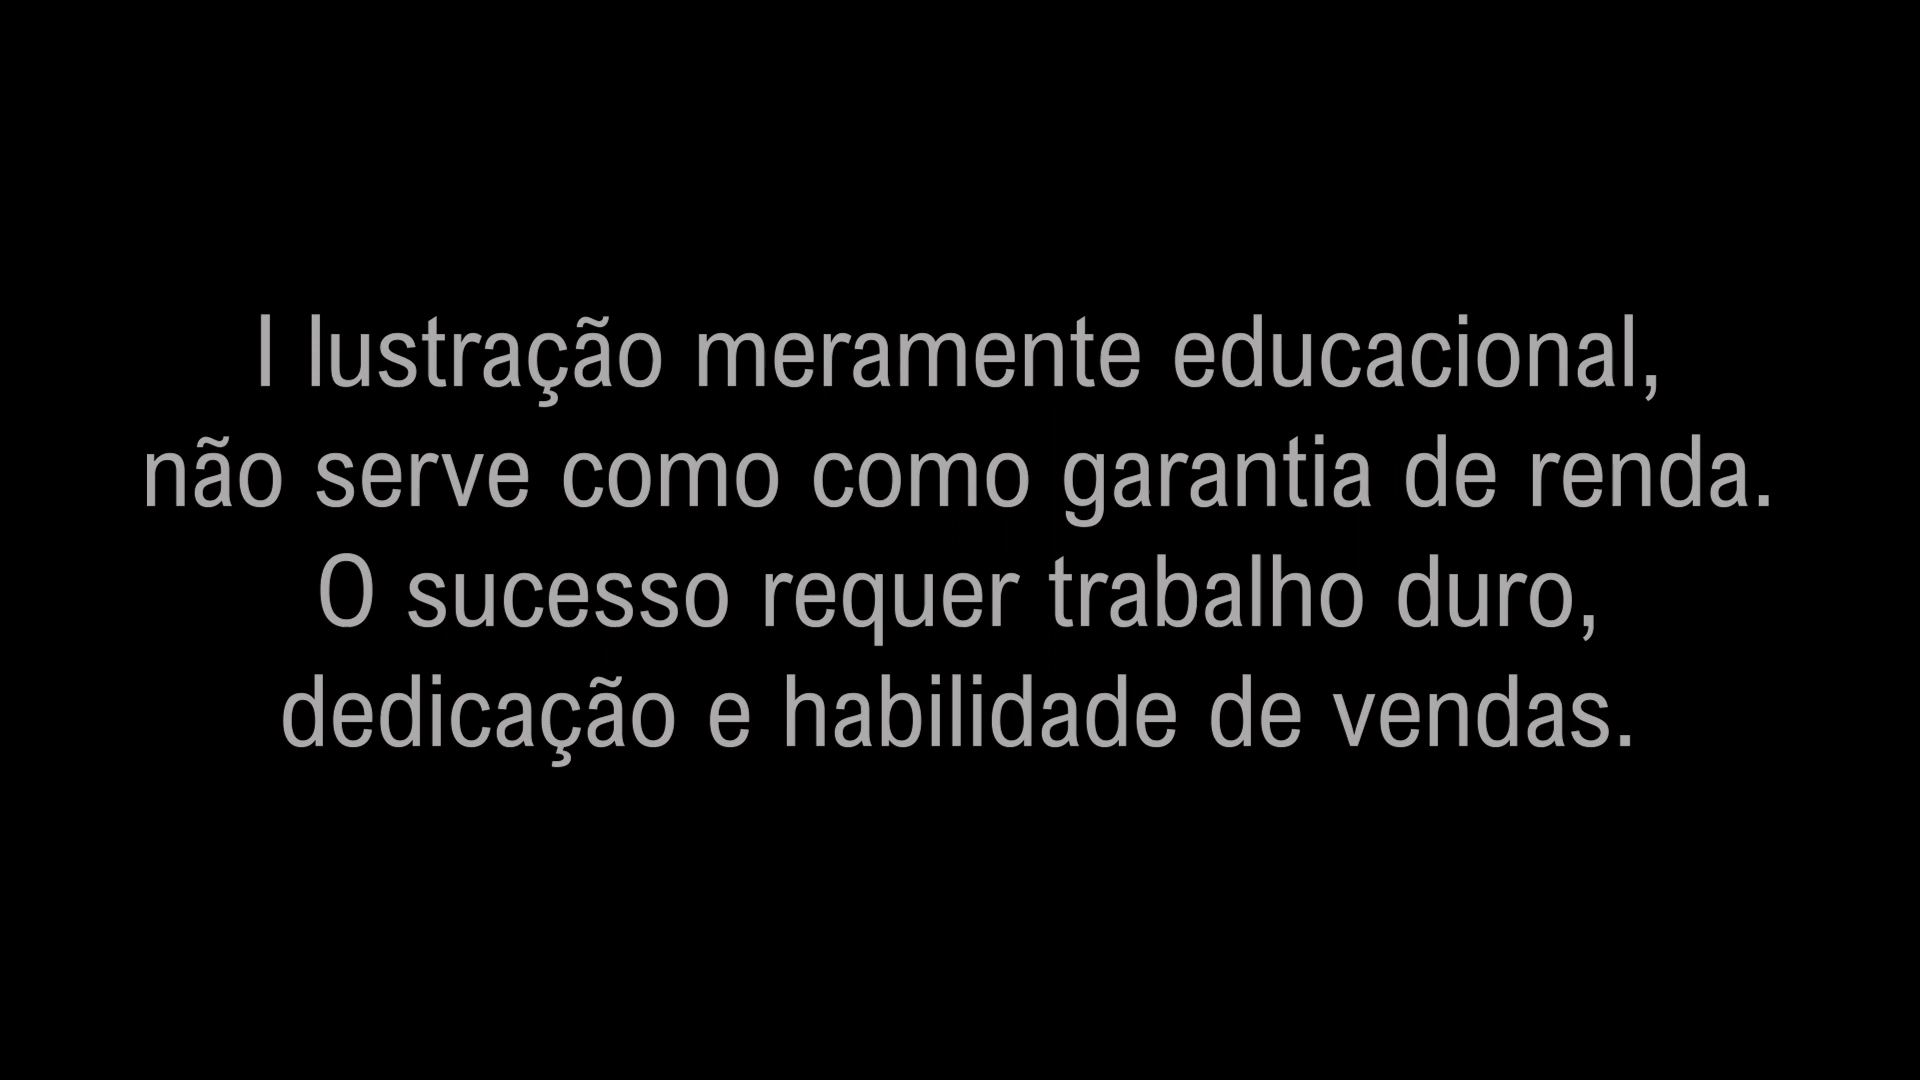 I lustração meramente educacional,
não serve como como garantia de renda.
O sucesso requer trabalho duro,
dedicação e habilidade de vendas.